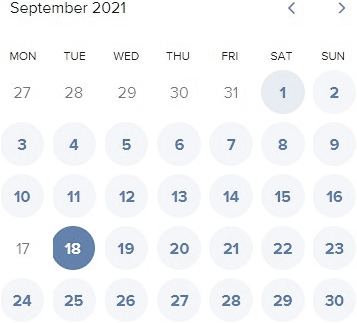 September 2021
MON TUE WED THU FRI SAT SUN
27 28 29 30 31 1 2
3 4 5 6 7 8 9
10 11 12 13 14 15 16
17 18 19 20 21 22 23
24 25 26 27 28 29 30